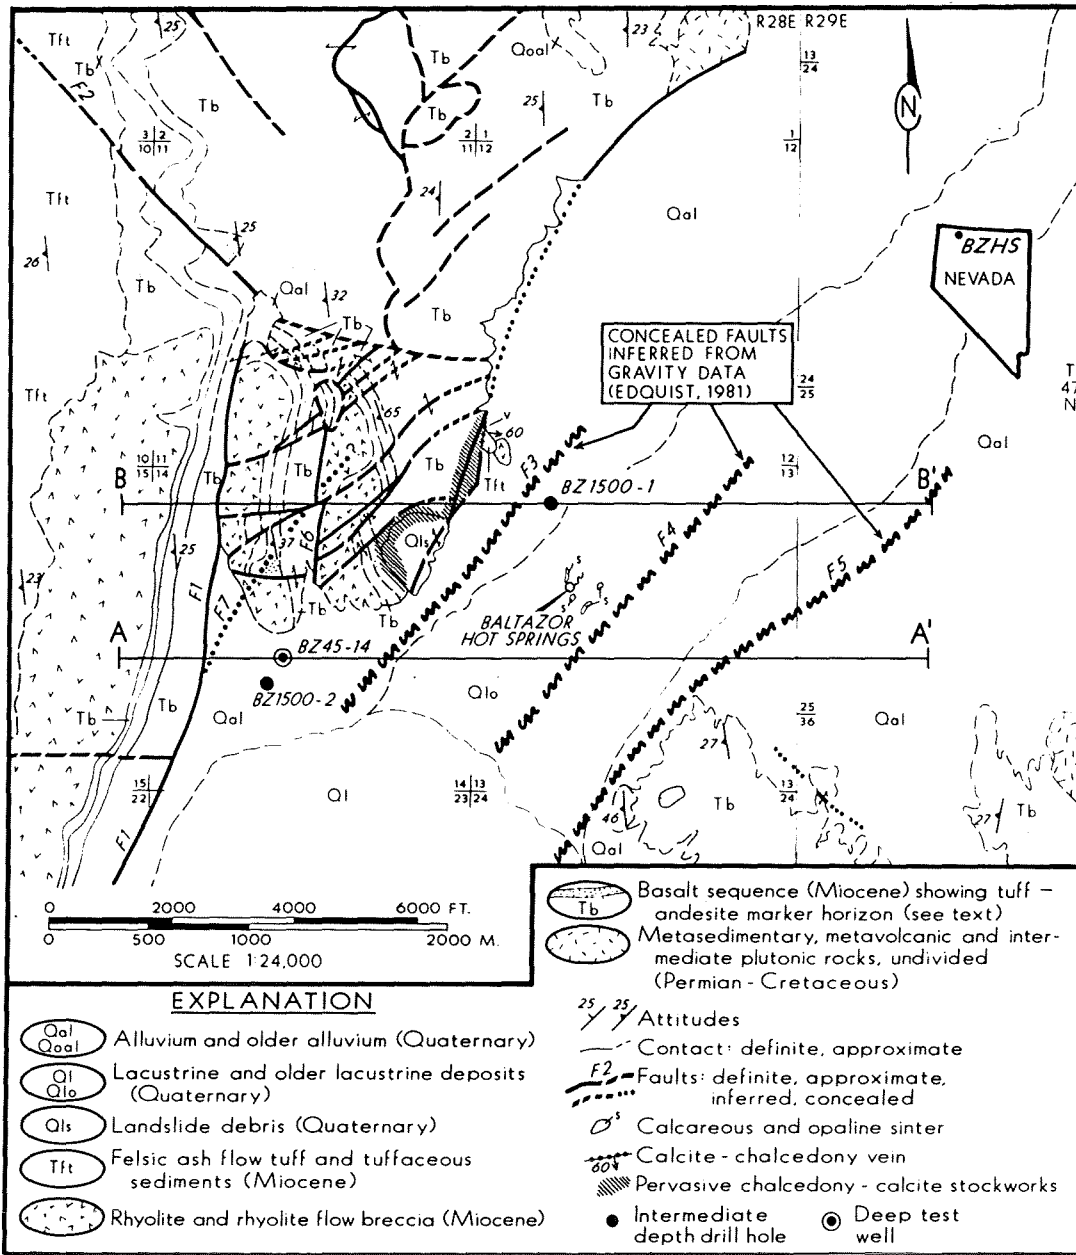 R28E R29E
25
Tft
Tb
F2
Tb
Tb
Qoal
23
13
24
25
Tb
Tb
3 2
10 11
2 1
11 12
1
12
N
Tft
24
Qal
25
26
BZHS
NEVADA
Tb
Qal
32
Tb
Tb
CONCEALED FAULTS
INFERRED FROM
GRAVITY DATA
(EDQUIST, 1981)
Tft
24
25
T
47
N
65
V
60
Qal
10 11
15 14
Tb
Tb
?
Tb
Tft
F3
12
13
B
BZ1500-1
B'
F4
25
37
F6
Qls
F5
23
F1
F7
Tb
Tb
S
S
S
BALTAZOR
HOT SPRINGS
A
BZ45-14
A'
BZ1500-2
Tb
Tb
Qal
Qlo
25
36
Qal
27
15
22
Ql
14 13
23 24
13
24
Tb
46
27
Tb
F1
Qal
0 2000 4000 6000 FT.
0 500 1000 2000 M.
SCALE 1:24,000
EXPLANATION
Qal
Qoal
Alluvium and older alluvium (Quaternary)
Ql
Qlo
Lacustrine and older lacustrine deposits
(Quaternary)
Qls
Landslide debris (Quaternary)
Tft
Felsic ash flow tuff and tuffaceous
sediments (Miocene)
Rhyolite and rhyolite flow breccia (Miocene)
Tb
Basalt sequence (Miocene) showing tuff -
andesite marker horizon (see text)
Metasedimentary, metavolcanic and inter-
mediate plutonic rocks, undivided
(Permian - Cretaceous)
25 25
Attitudes
Contact: definite, approximate
F2
Faults: definite, approximate,
inferred, concealed
S
Calcareous and opaline sinter
60
Calcite - chalcedony vein
Pervasive chalcedony - calcite stockworks
Intermediate
depth drill hole
Deep test
well